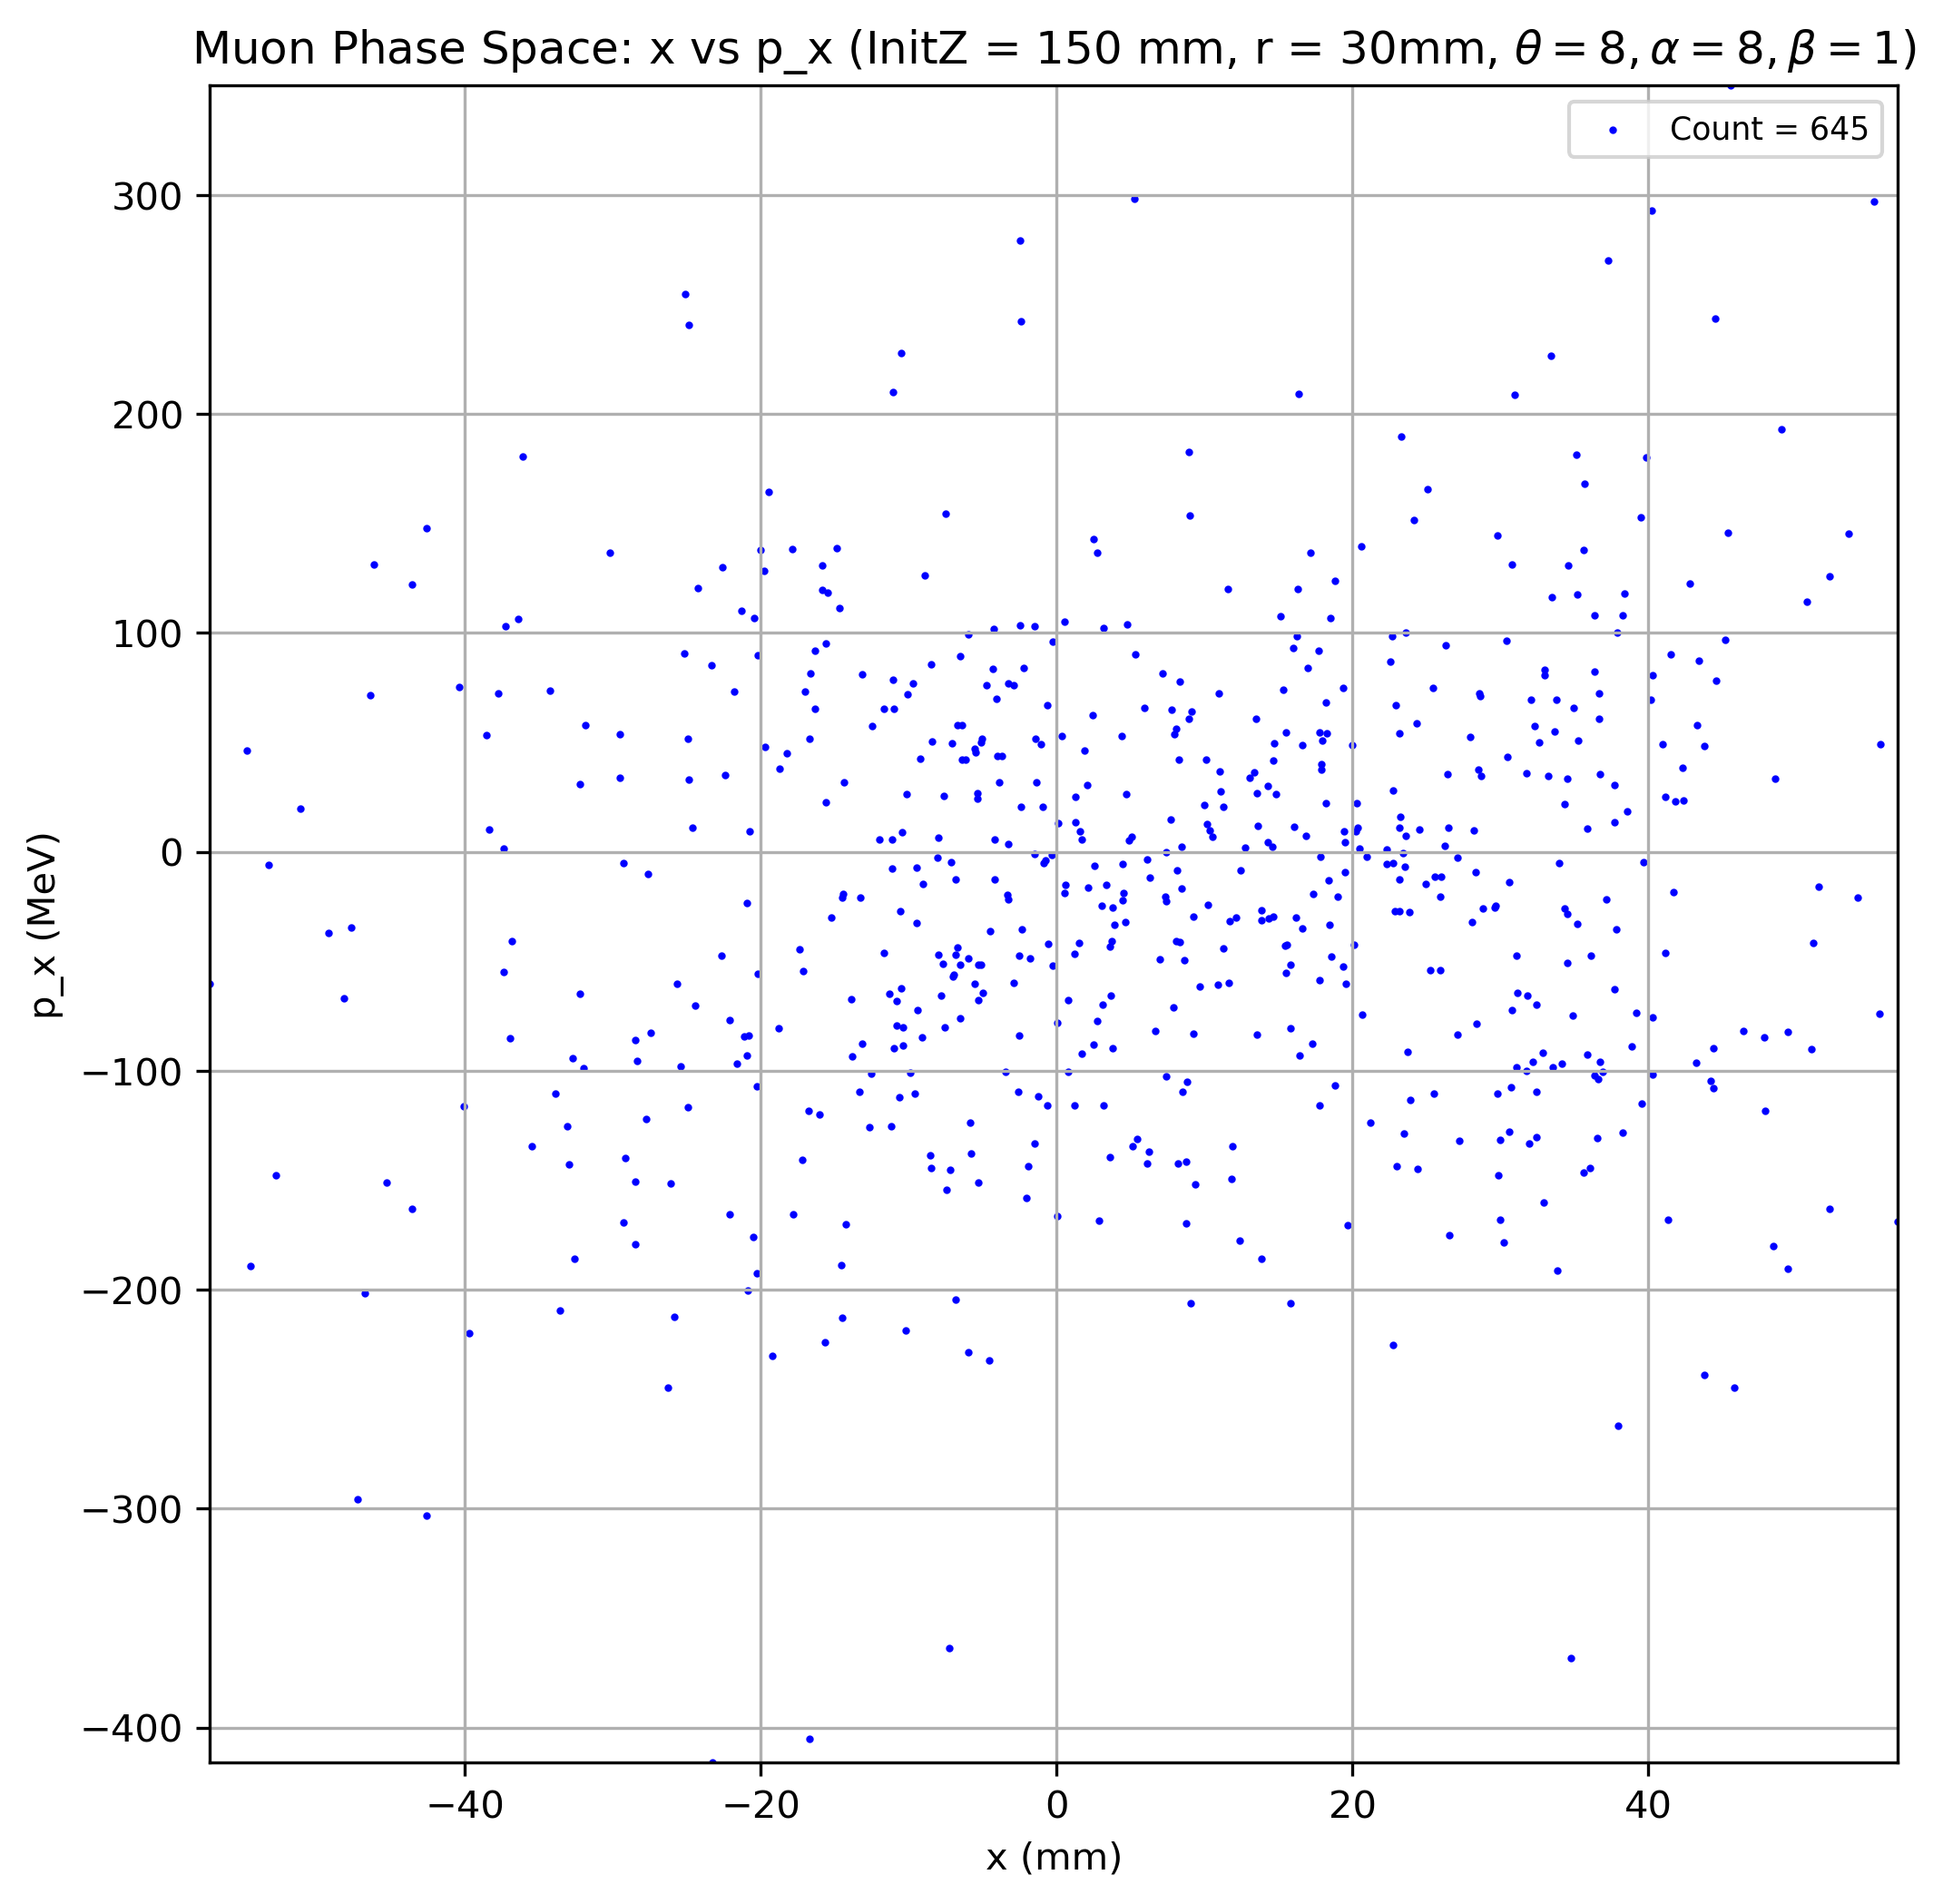 Muon Phase Space: x vs p_x (InitZ = 150 mm, r = 30mm, θ = 8, α = 8, β = 1)
Count = 645
300
200
100
0
−100
−200
−300
−400
p_x (MeV)
−40 −20 0 20 40
x (mm)